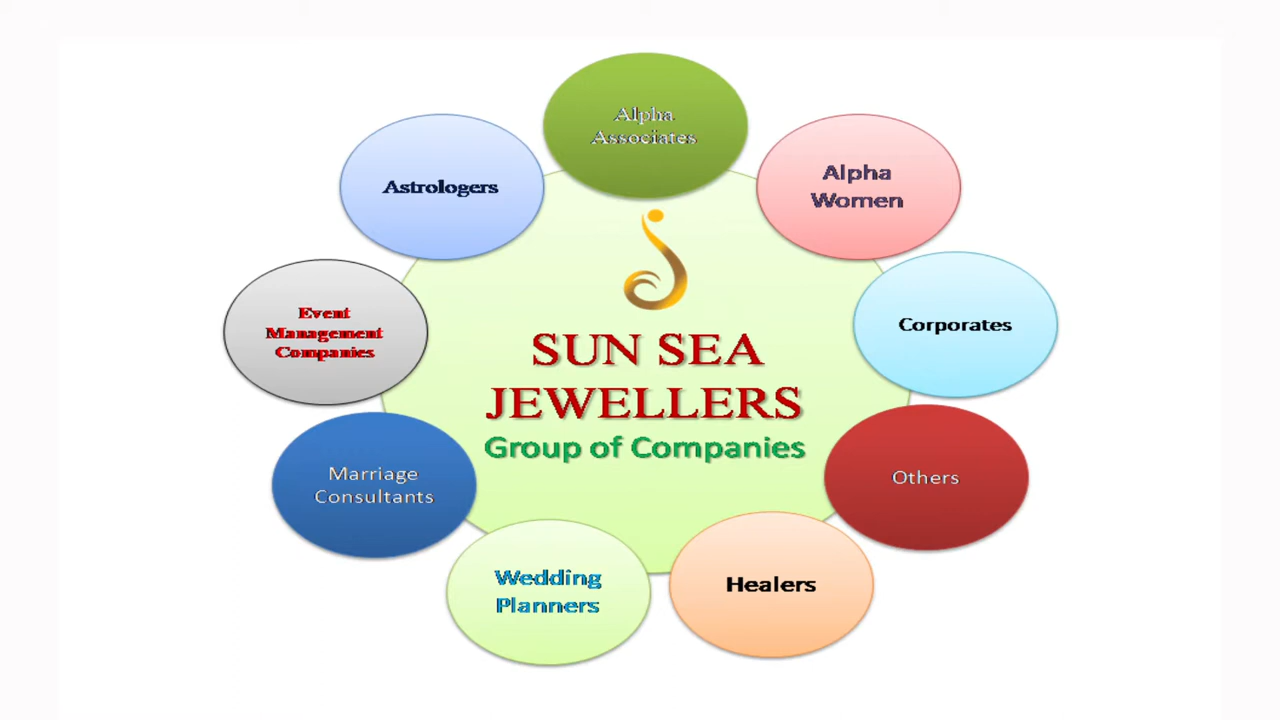 Alpha
Associates
Alpha
Women
Astrologers
Corporates
Event
Management
Companies
SUN SEA
JEWELLERS
Group of Companies
Marriage
Consultants
Others
Wedding
Planners
Healers